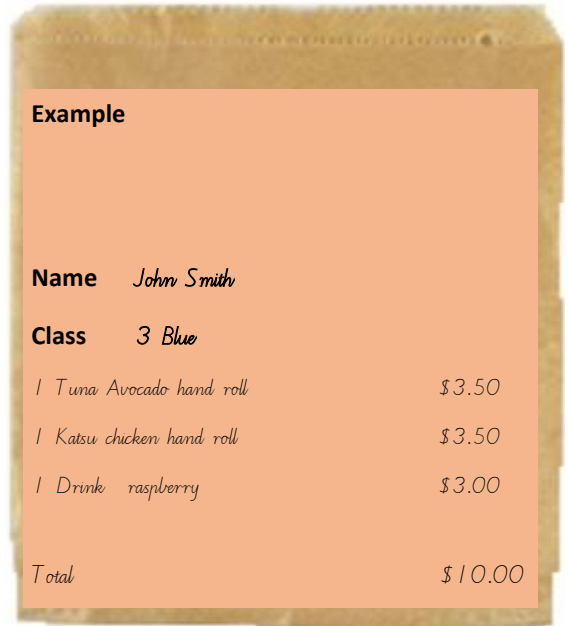 Example
Name John Smith
Class 3 Blue
1 Tuna Avocado hand roll $3.50
1 Katsu chicken hand roll $3.50
1 Drink raspberry $3.00
Total $10.00